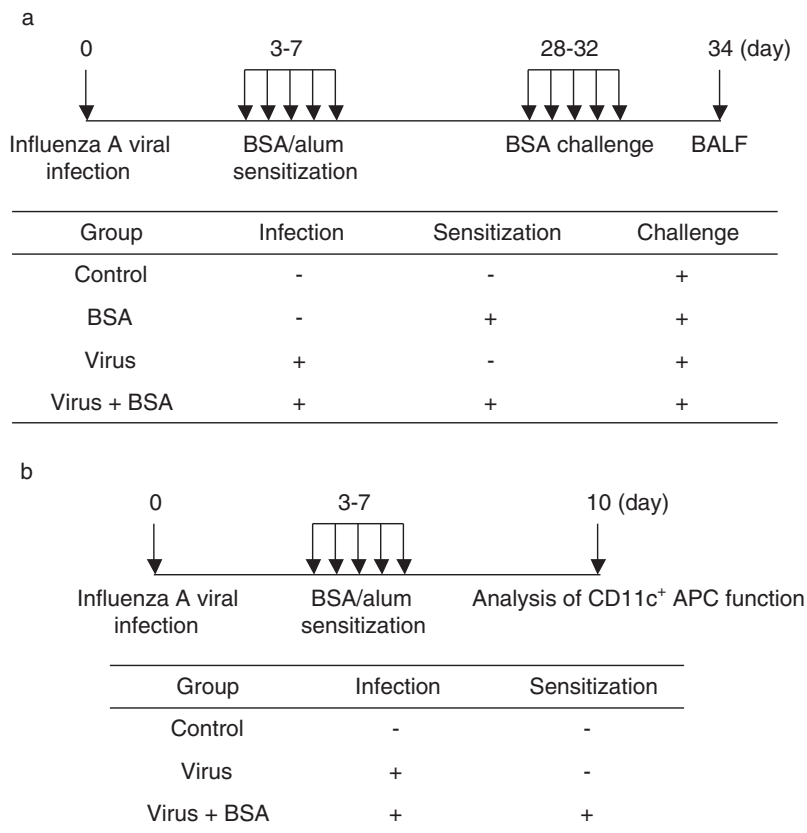 a
0 3-7 28-32 34 (day)
Influenza A viral infection BSA/alum sensitization BSA challenge BALF
Group Infection Sensitization Challenge
Control - - +
BSA - + +
Virus + - +
Virus + BSA + + +
b
0 3-7 10 (day)
Influenza A viral infection BSA/alum sensitization Analysis of CD11c⁺ APC function
Group Infection Sensitization
Control - -
Virus + -
Virus + BSA + +